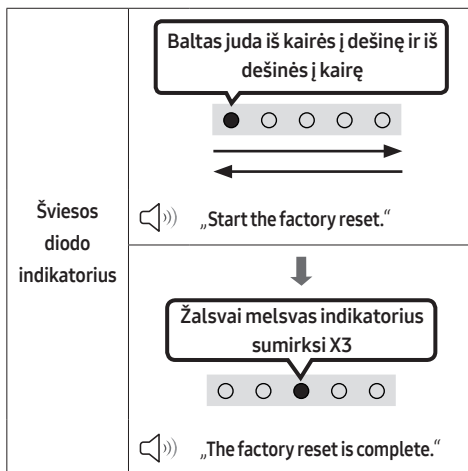 Baltas juda iš kairės į dešinę ir iš
dešinės į kairę
Šviesos
diodo
indikatorius
„Start the factory reset.“
Žalsvai melsvas indikatorius
sumirksi X3
„The factory reset is complete.“